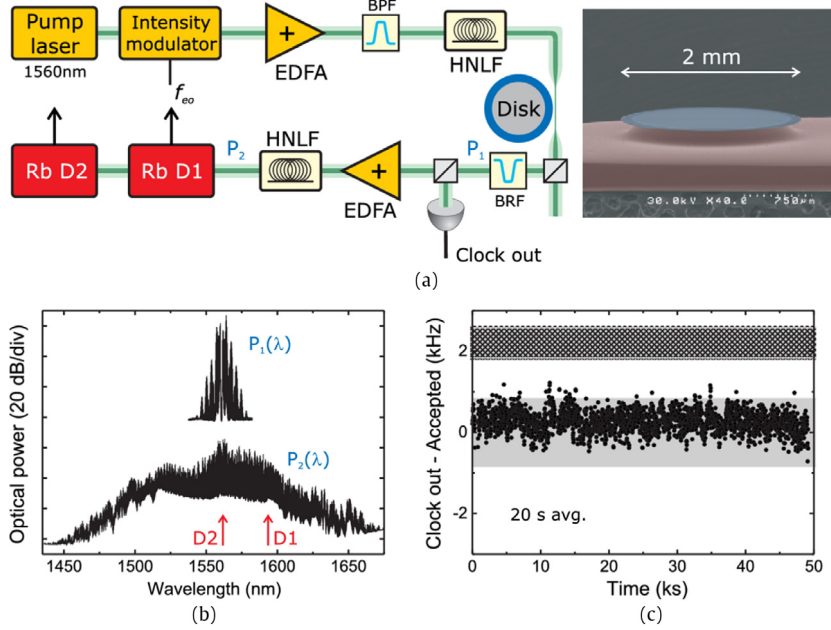 Pump
laser
1560nm
Intensity
modulator
f_eo
EDFA
BPF
HNLF
Disk
2 mm
30.0kV X40.0 750µm
Rb D2
Rb D1
P2
HNLF
EDFA
P1
BRF
Clock out
(a)
Optical power (20 dB/div)
P1(λ)
P2(λ)
D2
D1
1450 1500 1550 1600 1650
Wavelength (nm)
(b)
Clock out - Accepted (kHz)
2
0
-2
20 s avg.
0 10 20 30 40 50
Time (ks)
(c)